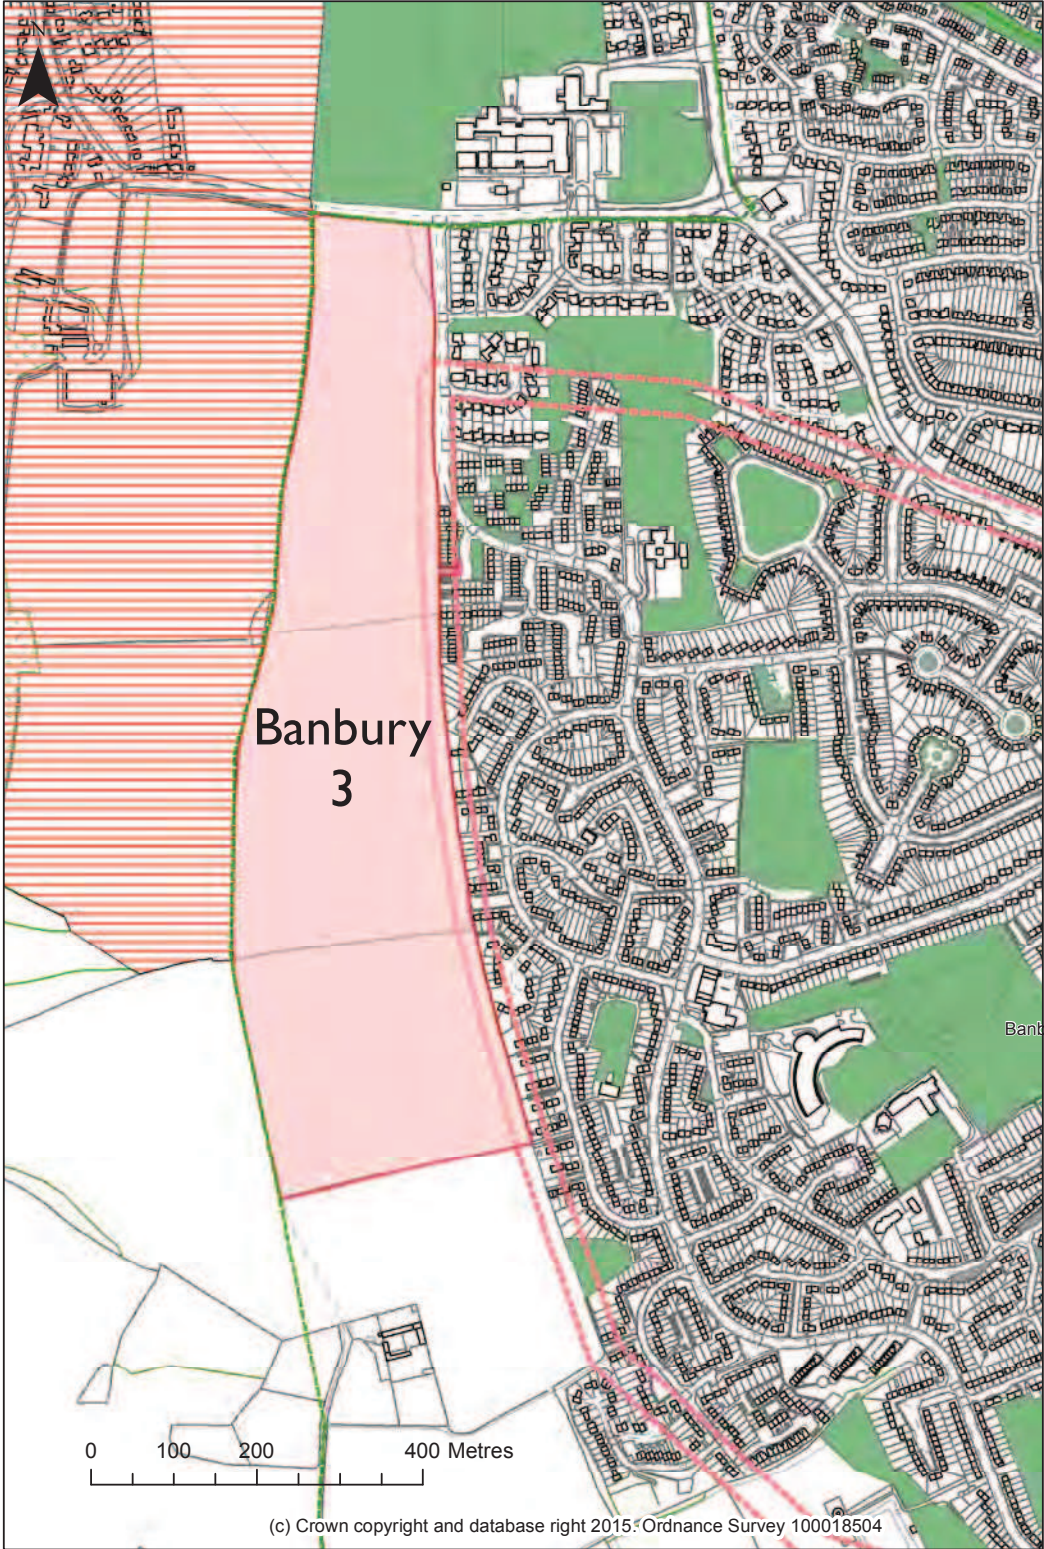 N
Banbury
3
Banb
0 100 200 400 Metres
(c) Crown copyright and database right 2015. Ordnance Survey 100018504